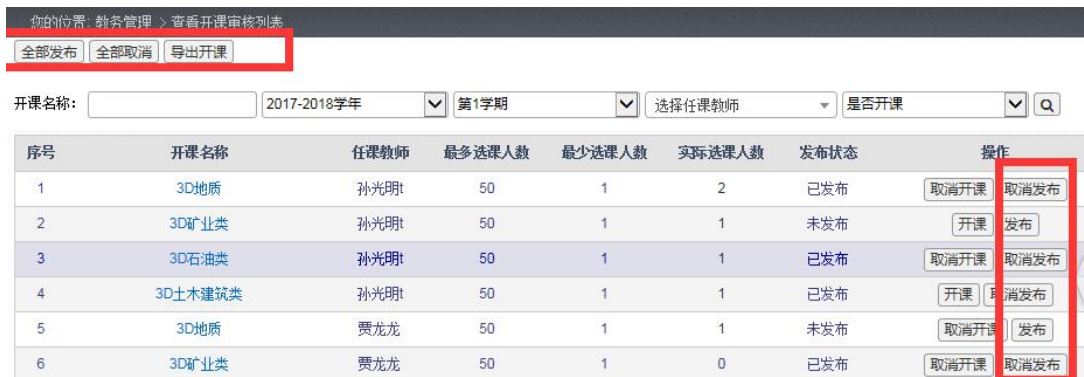 您的位置: 教务管理 > 查看开课审核列表
全部发布 全部取消 导出开课
开课名称: 2017-2018学年 第1学期 选择任课教师 是否开课
序号 开课名称 任课教师 最多选课人数 最少选课人数 实际选课人数 发布状态 操作
1 3D地质 孙光明t 50 1 2 已发布 取消开课 取消发布
2 3D矿业类 孙光明t 50 1 1 未发布 开课 发布
3 3D石油类 孙光明t 50 1 1 已发布 取消开课 取消发布
4 3D土木建筑类 孙光明t 50 1 1 已发布 开课 取消发布
5 3D地质 贾龙龙 50 1 1 未发布 取消开课 发布
6 3D矿业类 贾龙龙 50 1 0 已发布 取消开课 取消发布